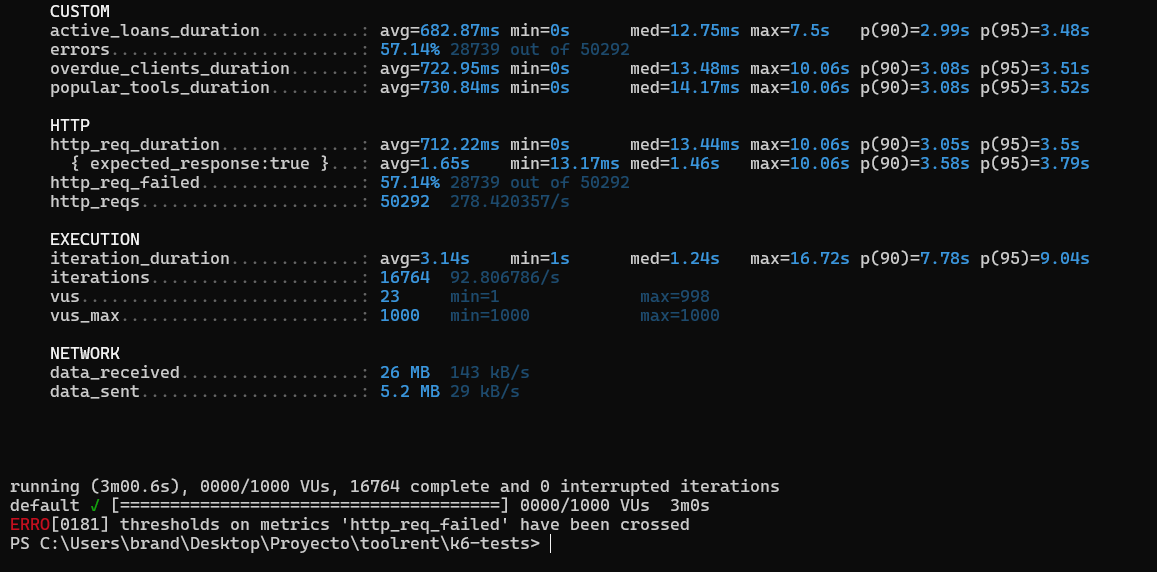 CUSTOM
active_loans_duration..........: avg=682.87ms min=0s      med=12.75ms max=7.5s   p(90)=2.99s p(95)=3.48s
errors.........................: 57.14% 28739 out of 50292
overdue_clients_duration.......: avg=722.95ms min=0s      med=13.48ms max=10.06s p(90)=3.08s p(95)=3.51s
popular_tools_duration.........: avg=730.84ms min=0s      med=14.17ms max=10.06s p(90)=3.08s p(95)=3.52s
HTTP
http_req_duration..............: avg=712.22ms min=0s      med=13.44ms max=10.06s p(90)=3.05s p(95)=3.5s
{ expected_response:true }...: avg=1.65s    min=13.17ms med=1.46s   max=10.06s p(90)=3.58s p(95)=3.79s
http_req_failed................: 57.14% 28739 out of 50292
http_reqs......................: 50292  278.420357/s
EXECUTION
iteration_duration.............: avg=3.14s    min=1s      med=1.24s   max=16.72s p(90)=7.78s p(95)=9.04s
iterations.....................: 16764  92.806786/s
vus............................: 23     min=1              max=998
vus_max........................: 1000   min=1000           max=1000
NETWORK
data_received..................: 26 MB  143 kB/s
data_sent......................: 5.2 MB 29 kB/s
running (3m00.6s), 0000/1000 VUs, 16764 complete and 0 interrupted iterations
default ✓ [======================================] 0000/1000 VUs  3m0s
ERRO[0181] thresholds on metrics 'http_req_failed' have been crossed
PS C:\Users\brand\Desktop\Proyecto\toolrent\k6-tests>